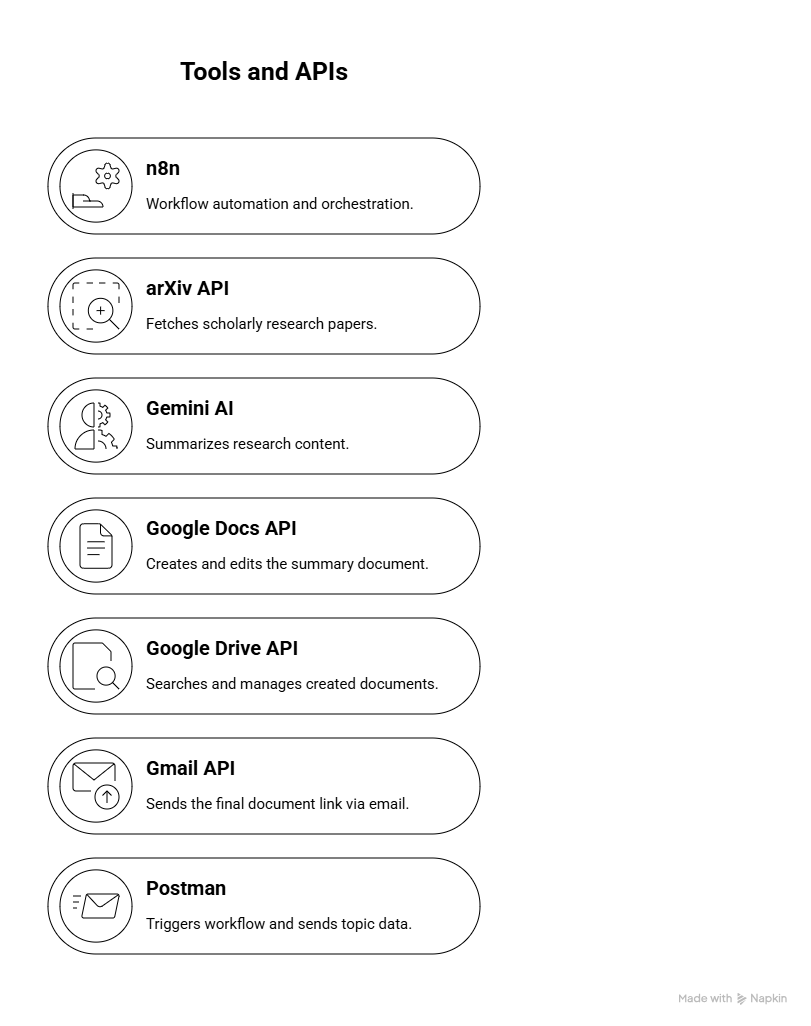 Tools and APIs
n8n
Workflow automation and orchestration.
arXiv API
Fetches scholarly research papers.
Gemini AI
Summarizes research content.
Google Docs API
Creates and edits the summary document.
Google Drive API
Searches and manages created documents.
Gmail API
Sends the final document link via email.
Postman
Triggers workflow and sends topic data.
Made with Napkin